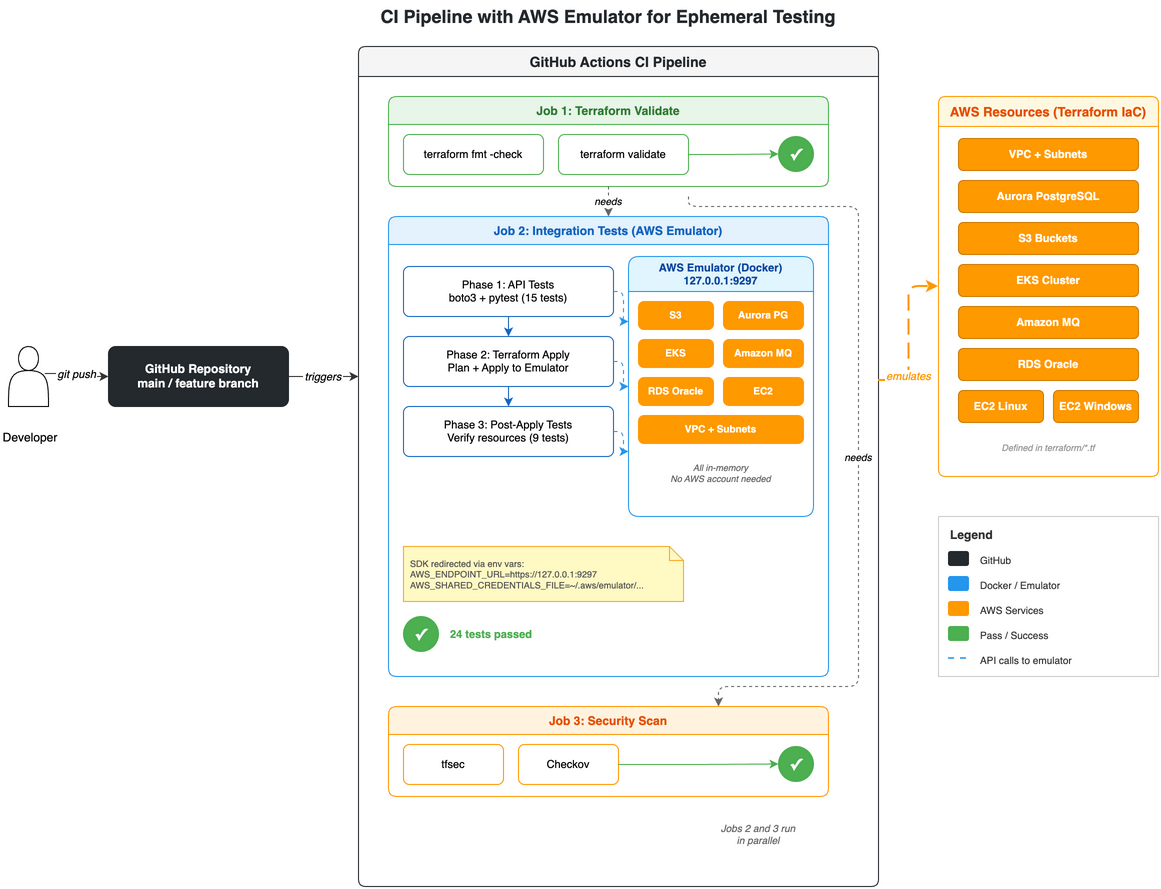 CI Pipeline with AWS Emulator for Ephemeral Testing
GitHub Actions CI Pipeline
Job 1: Terraform Validate
terraform fmt -check
terraform validate
✓
needs
Job 2: Integration Tests (AWS Emulator)
Phase 1: API Tests
boto3 + pytest (15 tests)
Phase 2: Terraform Apply
Plan + Apply to Emulator
Phase 3: Post-Apply Tests
Verify resources (9 tests)
AWS Emulator (Docker)
127.0.0.1:9297
S3
Aurora PG
EKS
Amazon MQ
RDS Oracle
EC2
VPC + Subnets
All in-memory
No AWS account needed
SDK redirected via env vars:
AWS_ENDPOINT_URL=https://127.0.0.1:9297
AWS_SHARED_CREDENTIALS_FILE=~/.aws/emulator/...
✓
24 tests passed
needs
Job 3: Security Scan
tfsec
Checkov
✓
Jobs 2 and 3 run
in parallel
Developer
git push
GitHub Repository
main / feature branch
triggers
emulates
AWS Resources (Terraform IaC)
VPC + Subnets
Aurora PostgreSQL
S3 Buckets
EKS Cluster
Amazon MQ
RDS Oracle
EC2 Linux
EC2 Windows
Defined in terraform/*.tf
Legend
GitHub
Docker / Emulator
AWS Services
Pass / Success
API calls to emulator